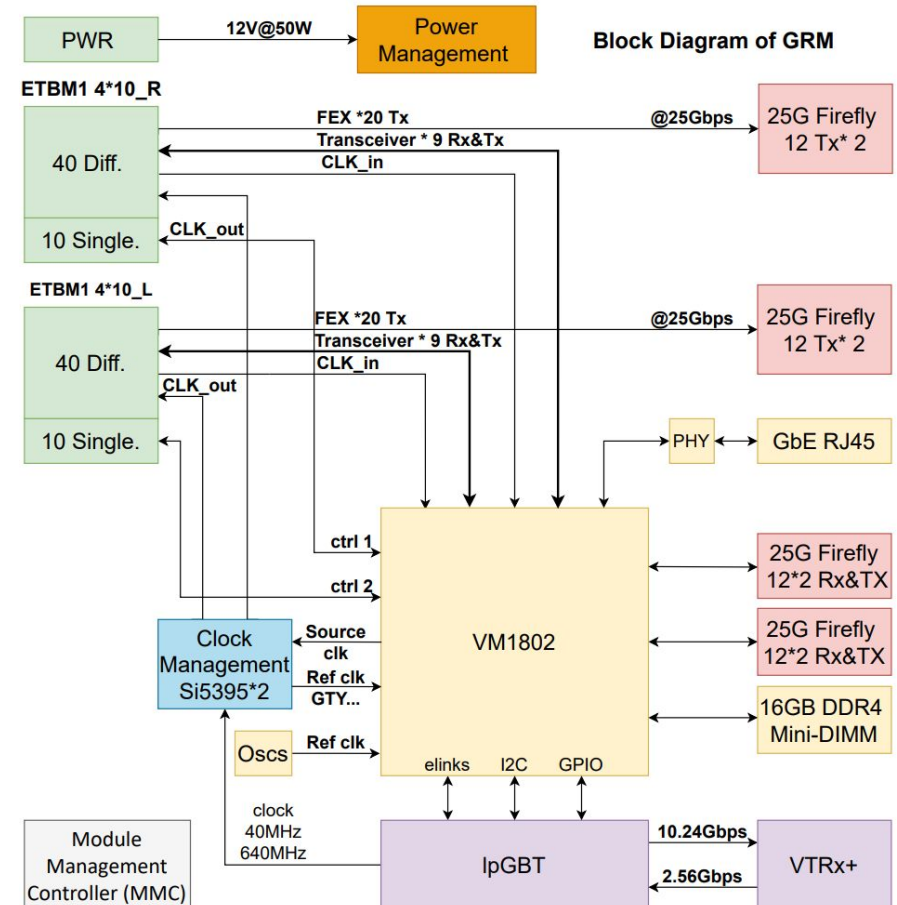 PWR
12V@50W
Power
Management
Block Diagram of GRM
ETBM1 4*10_R
40 Diff.
10 Single.
FEX *20 Tx
@25Gbps
Transceiver * 9 Rx&Tx
CLK_in
CLK_out
25G Firefly
12 Tx* 2
ETBM1 4*10_L
40 Diff.
10 Single.
FEX *20 Tx
@25Gbps
Transceiver * 9 Rx&Tx
CLK_in
CLK_out
25G Firefly
12 Tx* 2
PHY
GbE RJ45
ctrl 1
ctrl 2
Clock
Management
Si5395*2
Source
clk
Ref clk
GTY...
Oscs
Ref clk
VM1802
elinks
I2C
GPIO
25G Firefly
12*2 Rx&TX
25G Firefly
12*2 Rx&TX
16GB DDR4
Mini-DIMM
Module
Management
Controller (MMC)
clock
40MHz
640MHz
lpGBT
10.24Gbps
2.56Gbps
VTRx+